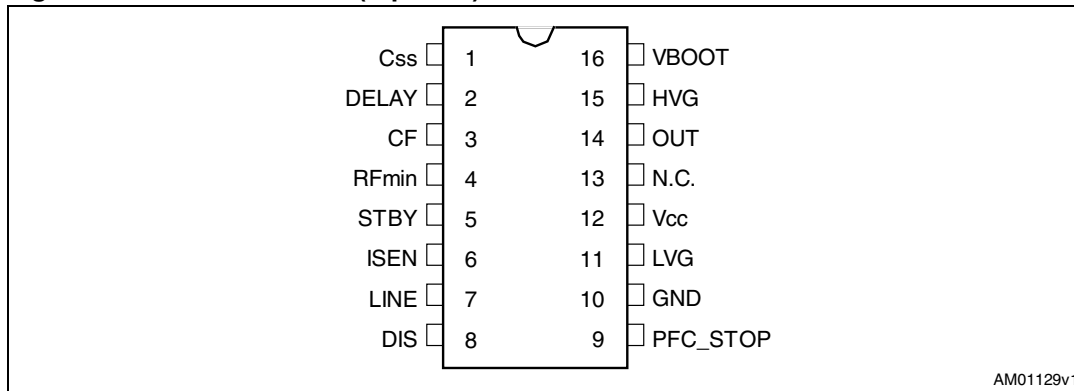 Css 1 16 VBOOT
DELAY 2 15 HVG
CF 3 14 OUT
RFmin 4 13 N.C.
STBY 5 12 Vcc
ISEN 6 11 LVG
LINE 7 10 GND
DIS 8 9 PFC_STOP
AM01129v1